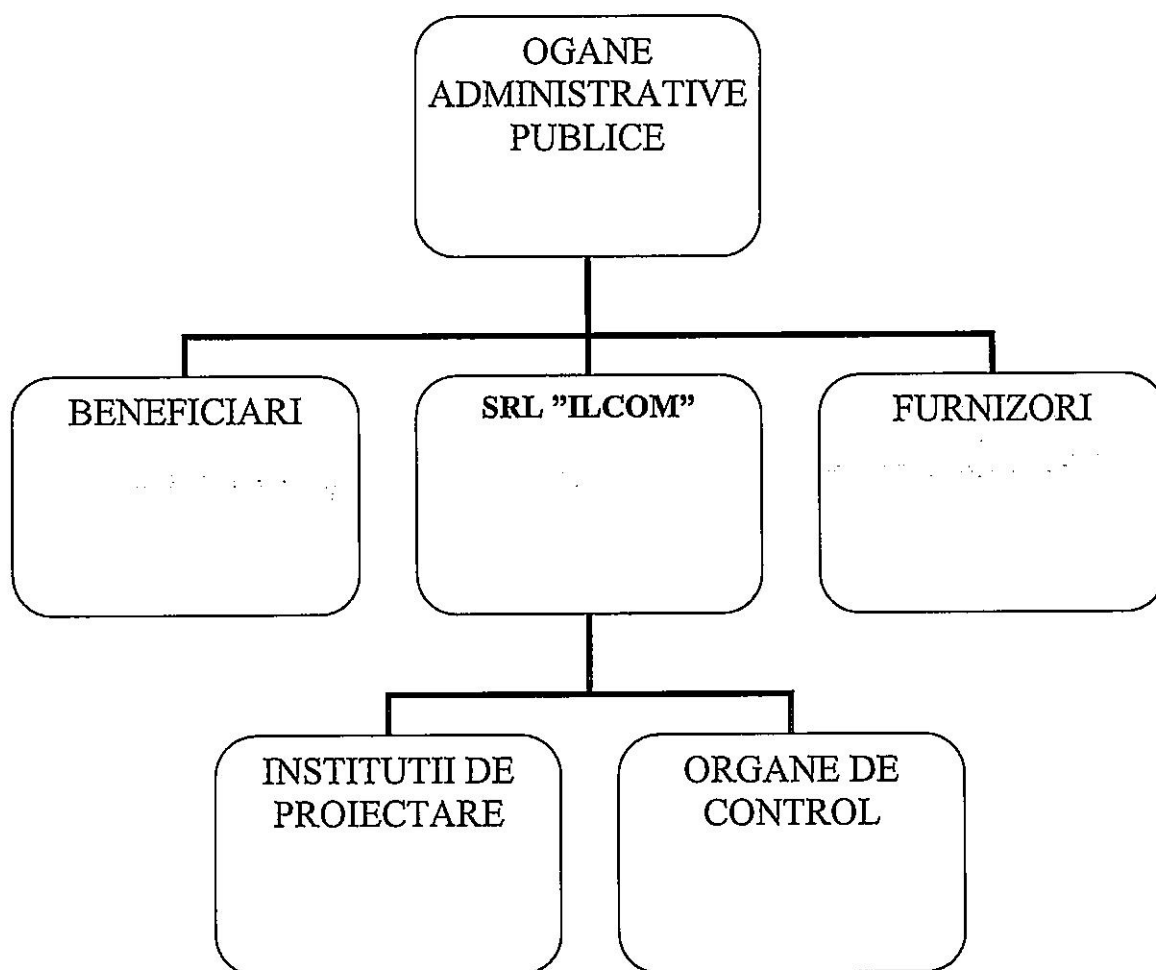 OGANE
ADMINISTRATIVE
PUBLICE
BENEFICIARI
SRL ”ILCOM”
FURNIZORI
INSTITUTII DE
PROIECTARE
ORGANE DE
CONTROL